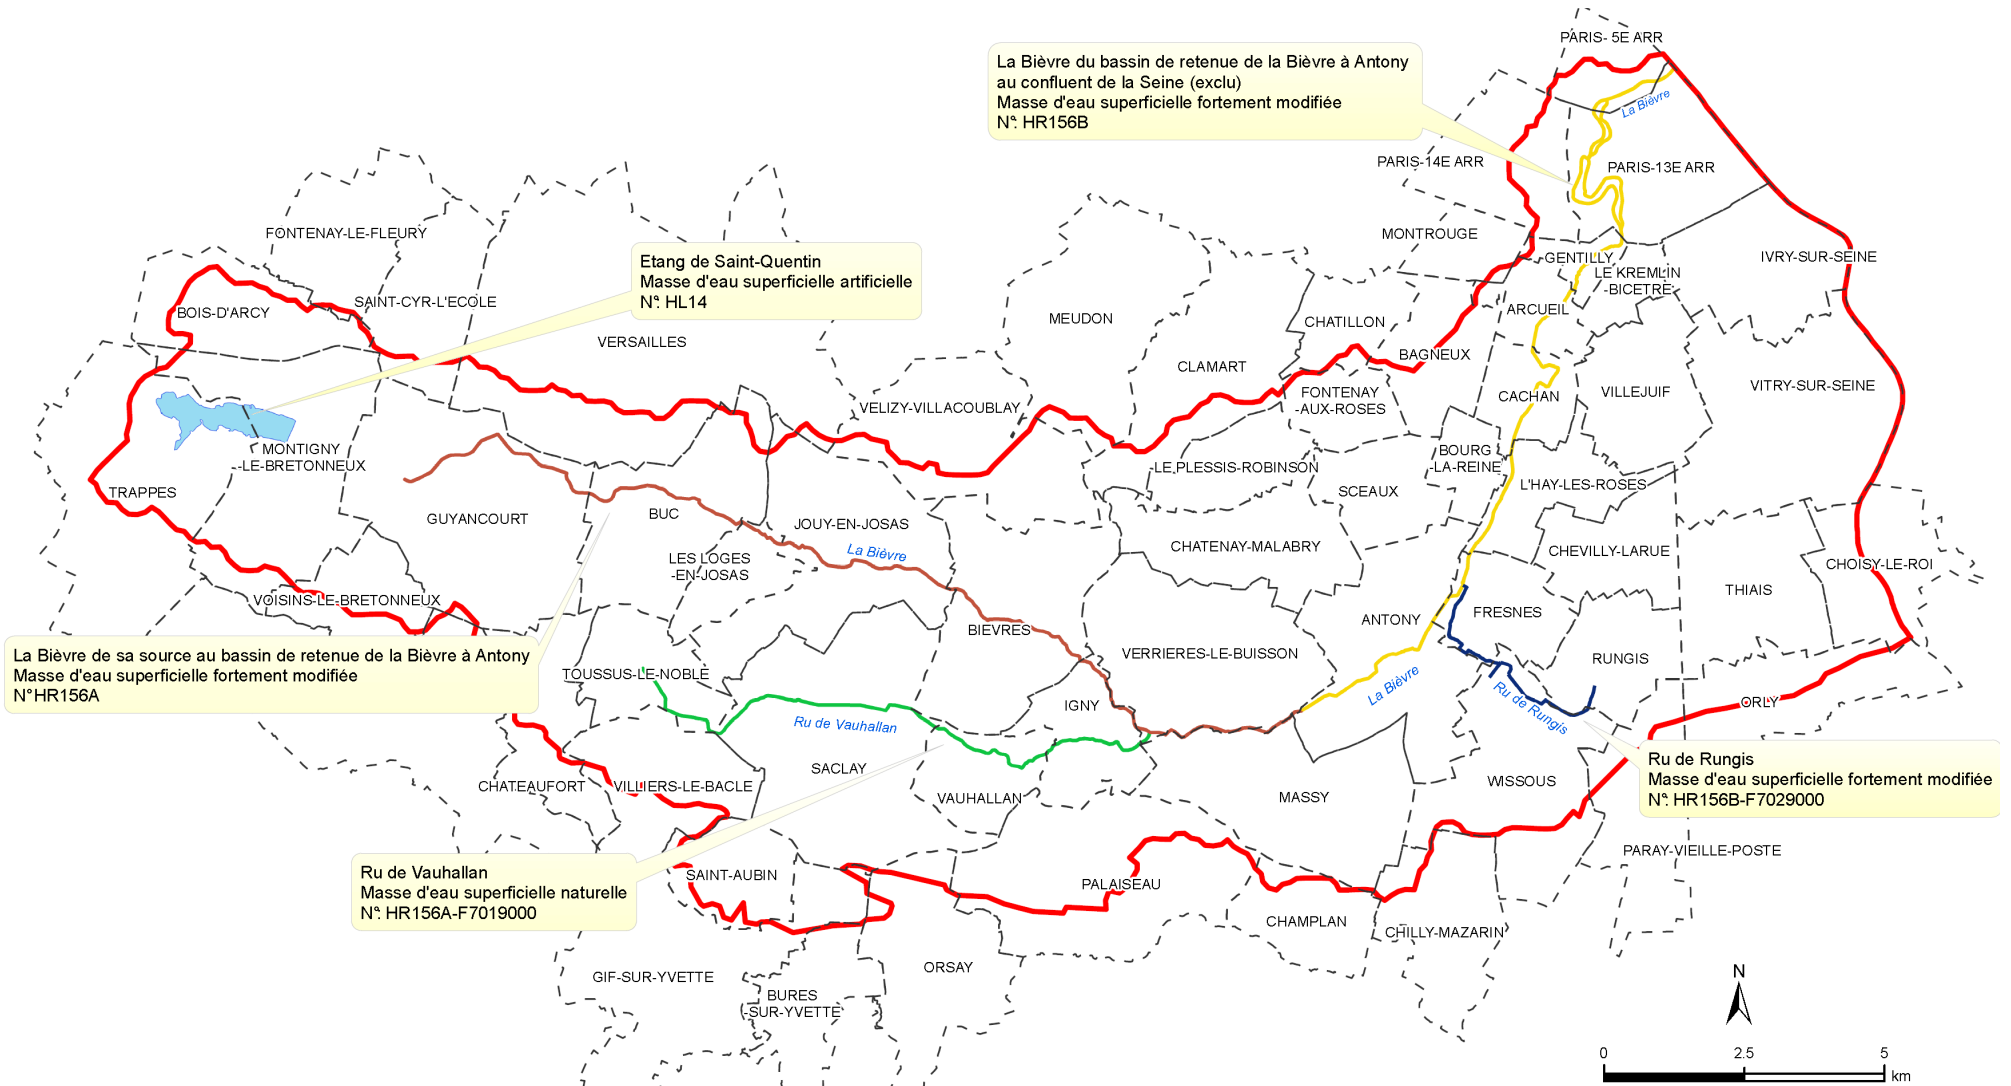 PARIS- 5E ARR
La Bièvre du bassin de retenue de la Bièvre à Antony
au confluent de la Seine (exclu)
Masse d'eau superficielle fortement modifiée
N°: HR156B
La Bièvre
PARIS-14E ARR
PARIS-13E ARR
FONTENAY-LE-FLEURY
MONTROUGE
Etang de Saint-Quentin
Masse d'eau superficielle artificielle
N°: HL14
GENTILLY
IVRY-SUR-SEINE
LE KREMLIN
-BICETRE
SAINT-CYR-L'ECOLE
BOIS-D'ARCY
ARCUEIL
MEUDON
CHATILLON
VERSAILLES
BAGNEUX
CLAMART
VITRY-SUR-SEINE
FONTENAY
-AUX-ROSES
VILLEJUIF
CACHAN
VELIZY-VILLACOUBLAY
MONTIGNY
-LE-BRETONNEUX
BOURG
-LA-REINE
LE PLESSIS-ROBINSON
TRAPPES
SCEAUX
L'HAY-LES-ROSES
GUYANCOURT
BUC
JOUY-EN-JOSAS
La Bièvre
CHATENAY-MALABRY
CHEVILLY-LARUE
LES LOGES
-EN-JOSAS
CHOISY-LE-ROI
THIAIS
VOISINS-LE-BRETONNEUX
FRESNES
ANTONY
BIEVRES
La Bièvre de sa source au bassin de retenue de la Bièvre à Antony
Masse d'eau superficielle fortement modifiée
N°HR156A
VERRIERES-LE-BUISSON
RUNGIS
TOUSSUS-LE-NOBLE
La Bièvre
IGNY
Ru de Rungis
ORLY
Ru de Vauhallan
SACLAY
Ru de Rungis
Masse d'eau superficielle fortement modifiée
N°: HR156B-F7029000
CHATEAUFORT
VILLIERS-LE-BACLE
VAUHALLAN
MASSY
WISSOUS
PARAY-VIEILLE-POSTE
Ru de Vauhallan
Masse d'eau superficielle naturelle
N°: HR156A-F7019000
SAINT-AUBIN
PALAISEAU
CHAMPLAN
CHILLY-MAZARIN
GIF-SUR-YVETTE
ORSAY
BURES
-SUR-YVETTE
N
0 2.5 5
km